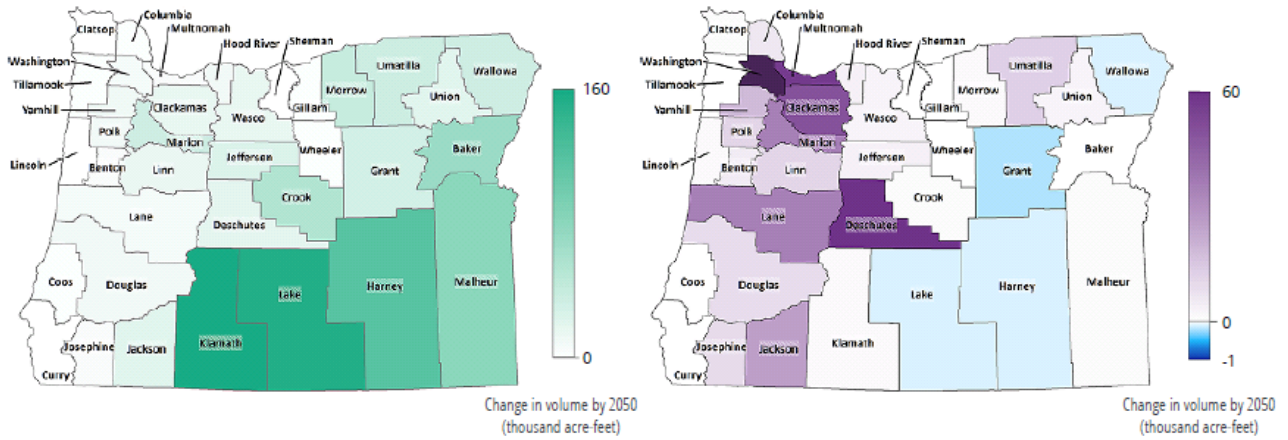 Columbia
Clatsop
Multnomah
Hood River
Sherman
Washington
Tillamook
Umatilla
Wallowa
Morrow
Union
Gilliam
Yamhill
Clackamas
Wasco
Polk
Marion
Wheeler
Baker
Lincoln
Benton
Linn
Jefferson
Grant
Crook
Lane
Deschutes
Coos
Douglas
Lake
Harney
Malheur
Klamath
Josephine
Jackson
Curry
160
0
Change in volume by 2050
(thousand acre-feet)
Columbia
Clatsop
Multnomah
Hood River
Sherman
Washington
Tillamook
Umatilla
Wallowa
Morrow
Union
Gilliam
Yamhill
Clackamas
Wasco
Polk
Marion
Wheeler
Baker
Lincoln
Benton
Linn
Jefferson
Grant
Crook
Lane
Deschutes
Coos
Douglas
Lake
Harney
Malheur
Klamath
Josephine
Jackson
Curry
60
0
-1
Change in volume by 2050
(thousand acre-feet)